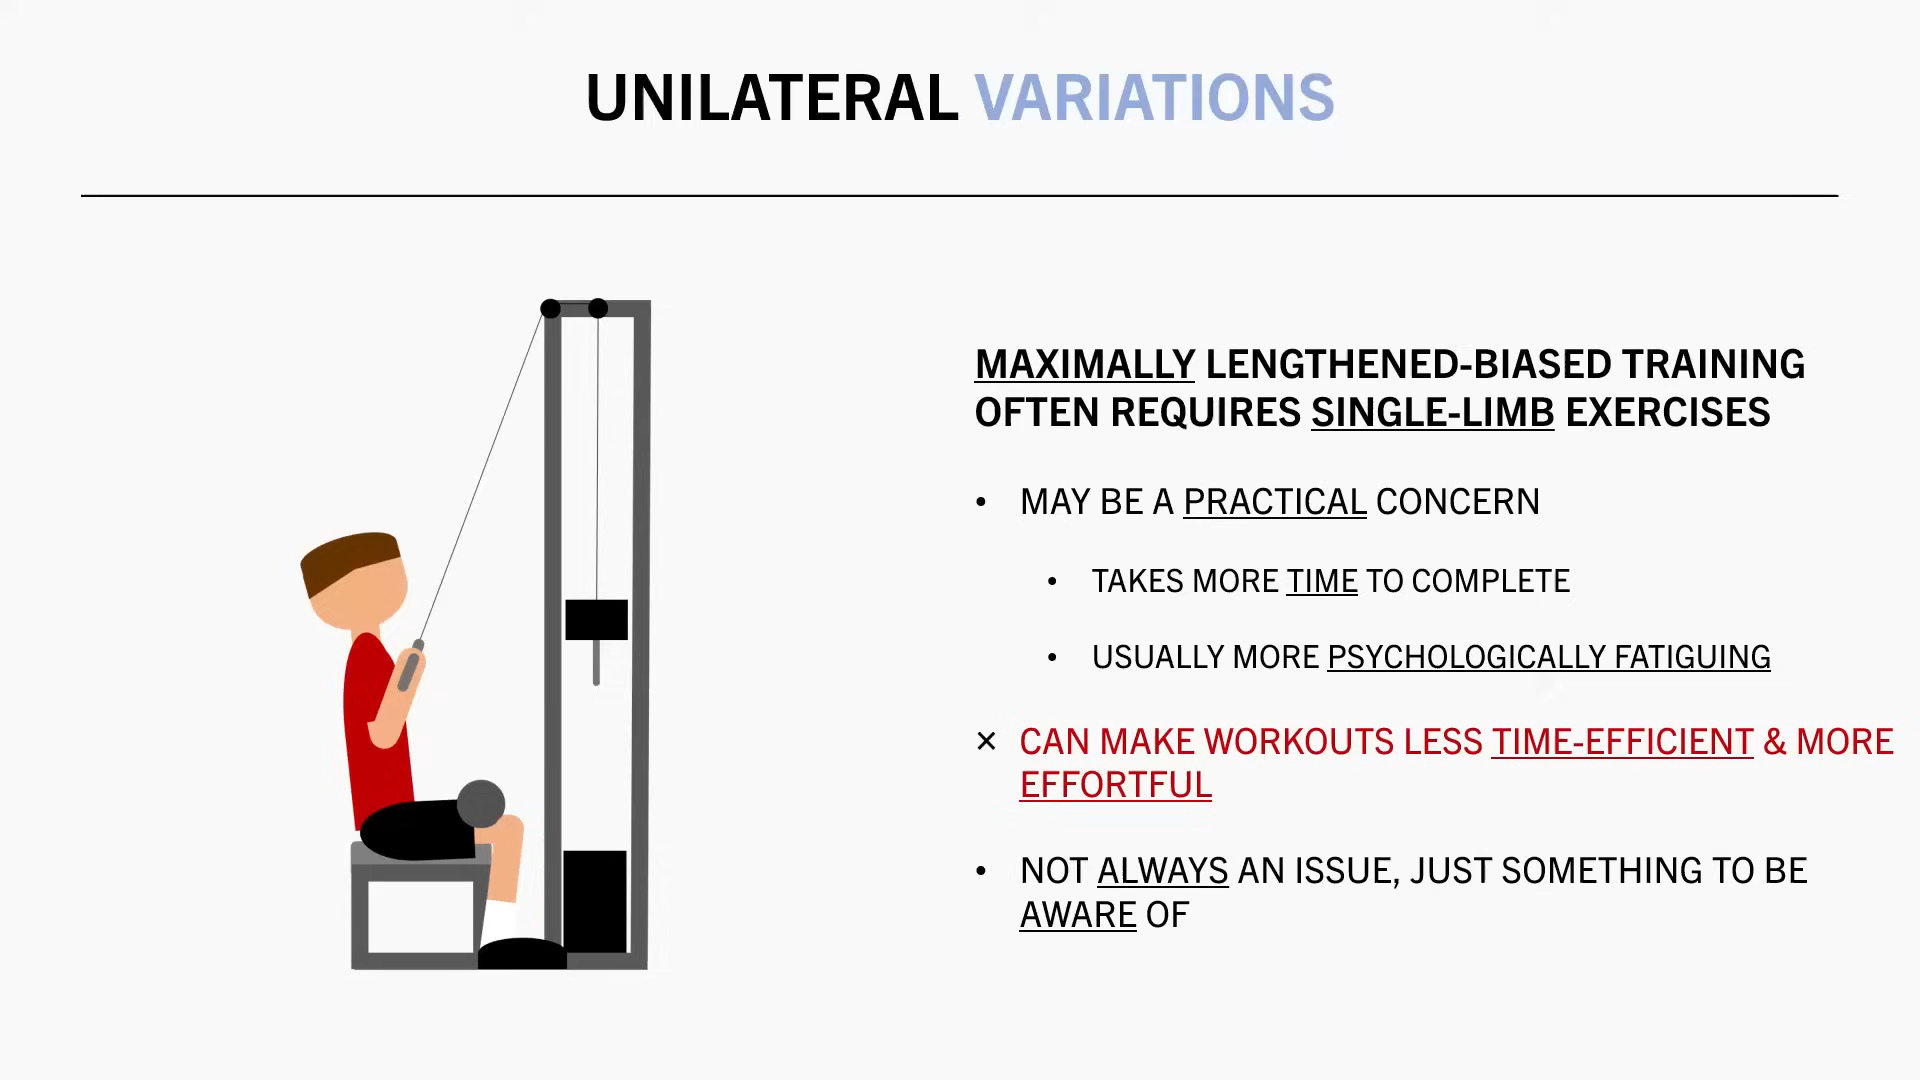 UNILATERAL VARIATIONS
MAXIMALLY LENGTHENED-BIASED TRAINING
OFTEN REQUIRES SINGLE-LIMB EXERCISES
• MAY BE A PRACTICAL CONCERN
• TAKES MORE TIME TO COMPLETE
• USUALLY MORE PSYCHOLOGICALLY FATIGUING
× CAN MAKE WORKOUTS LESS TIME-EFFICIENT & MORE
EFFORTFUL
• NOT ALWAYS AN ISSUE, JUST SOMETHING TO BE
AWARE OF